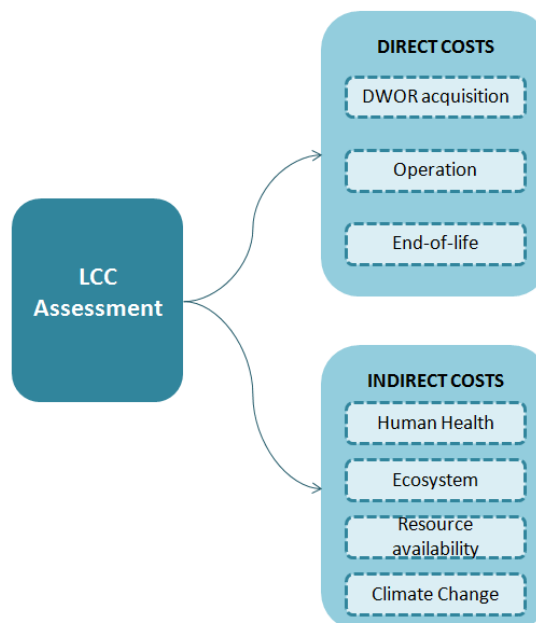 LCC
Assessment
DIRECT COSTS
DWOR acquisition
Operation
End-of-life
INDIRECT COSTS
Human Health
Ecosystem
Resource
availability
Climate Change